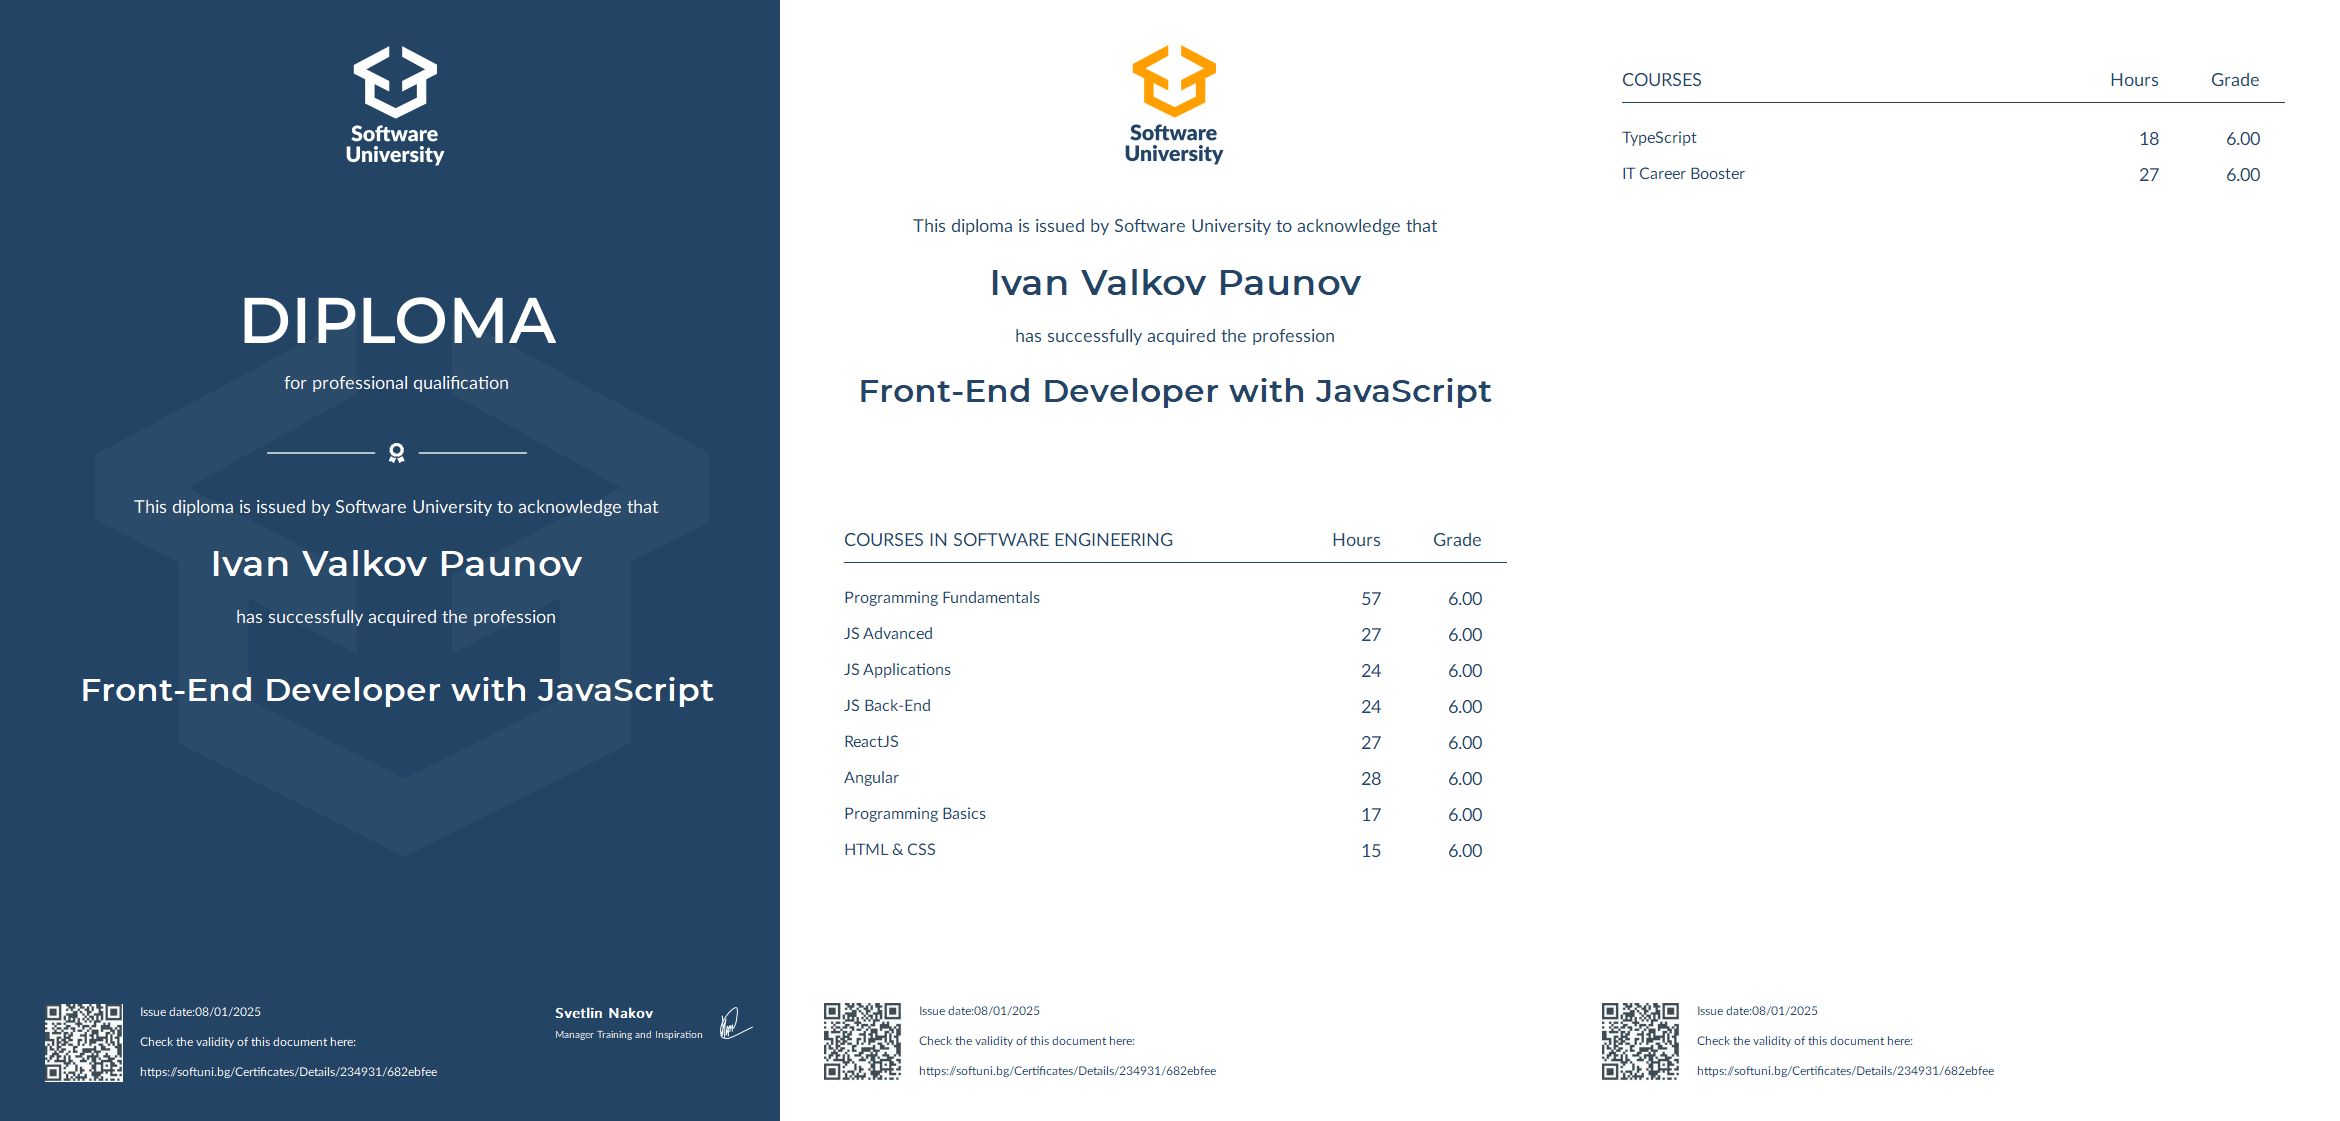 Software
University
DIPLOMA
for professional qualification
This diploma is issued by Software University to acknowledge that
Ivan Valkov Paunov
has successfully acquired the profession
Front-End Developer with JavaScript
Issue date:08/01/2025
Check the validity of this document here:
https://softuni.bg/Certificates/Details/234931/682ebfee
Svetlin Nakov
Manager Training and Inspiration
Software
University
This diploma is issued by Software University to acknowledge that
Ivan Valkov Paunov
has successfully acquired the profession
Front-End Developer with JavaScript
COURSES IN SOFTWARE ENGINEERING Hours Grade
Programming Fundamentals 57 6.00
JS Advanced 27 6.00
JS Applications 24 6.00
JS Back-End 24 6.00
ReactJS 27 6.00
Angular 28 6.00
Programming Basics 17 6.00
HTML & CSS 15 6.00
Issue date:08/01/2025
Check the validity of this document here:
https://softuni.bg/Certificates/Details/234931/682ebfee
COURSES Hours Grade
TypeScript 18 6.00
IT Career Booster 27 6.00
Issue date:08/01/2025
Check the validity of this document here:
https://softuni.bg/Certificates/Details/234931/682ebfee